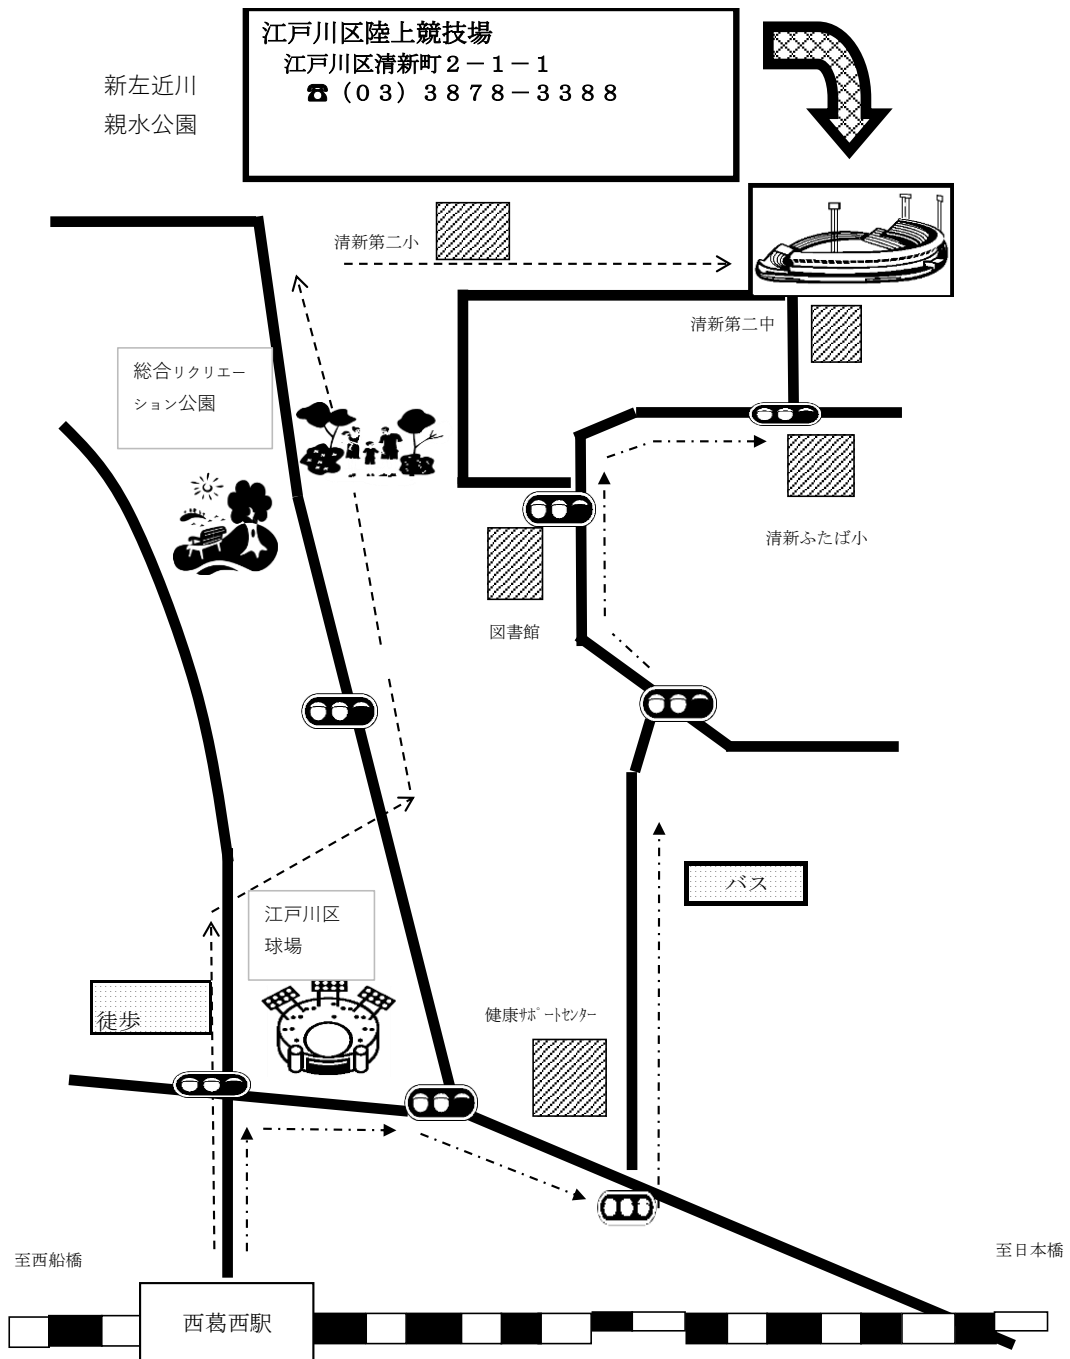 江戸川区陸上競技場
江戸川区清新町２－１－１
☎（０３）３８７８－３３８８
新左近川
親水公園
清新第二小
清新第二中
総合リクリエー
ション公園
清新ふたば小
図書館
バス
江戸川区
球場
徒歩
健康ｻﾎﾟｰﾄｾﾝﾀｰ
至西船橋
至日本橋
西葛西駅